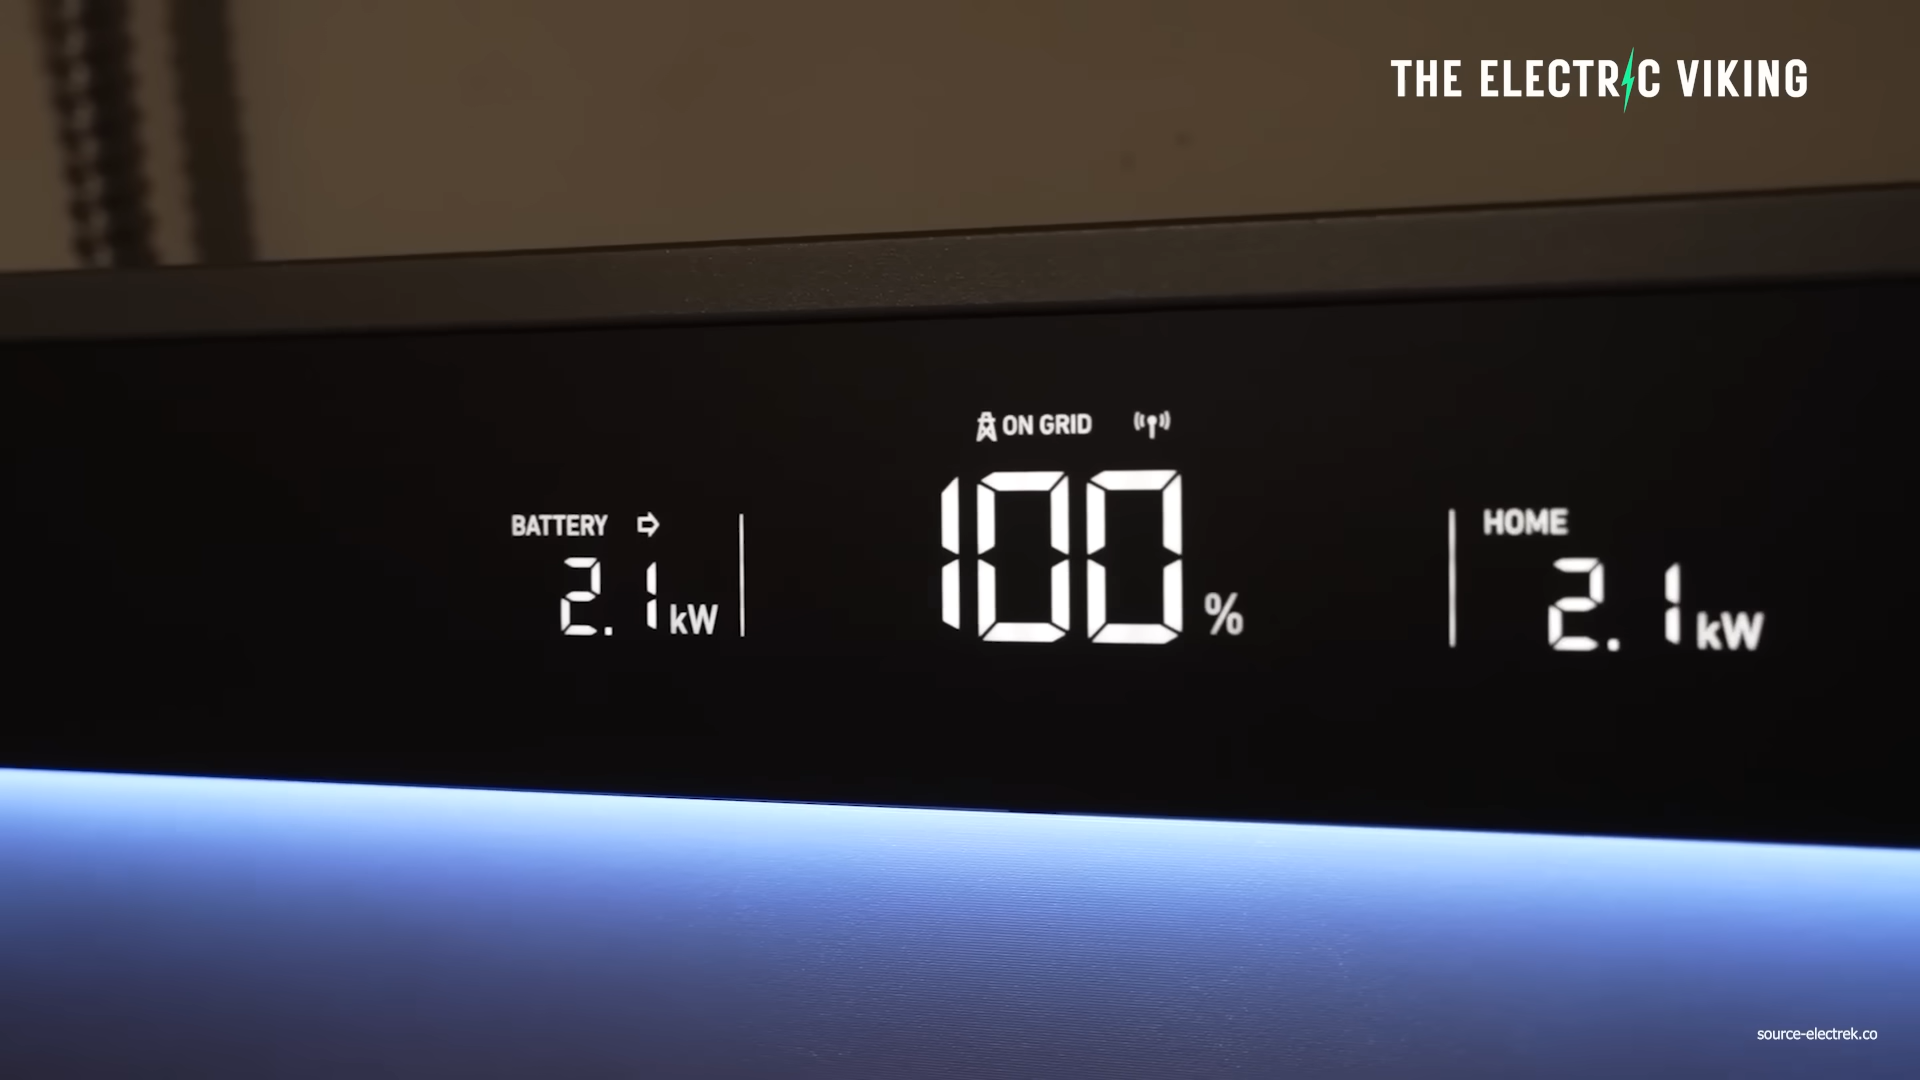 THE ELECTRIC VIKING
ON GRID
BATTERY
2.1 kW
100 %
HOME
2.1 kW
source-electrek.co